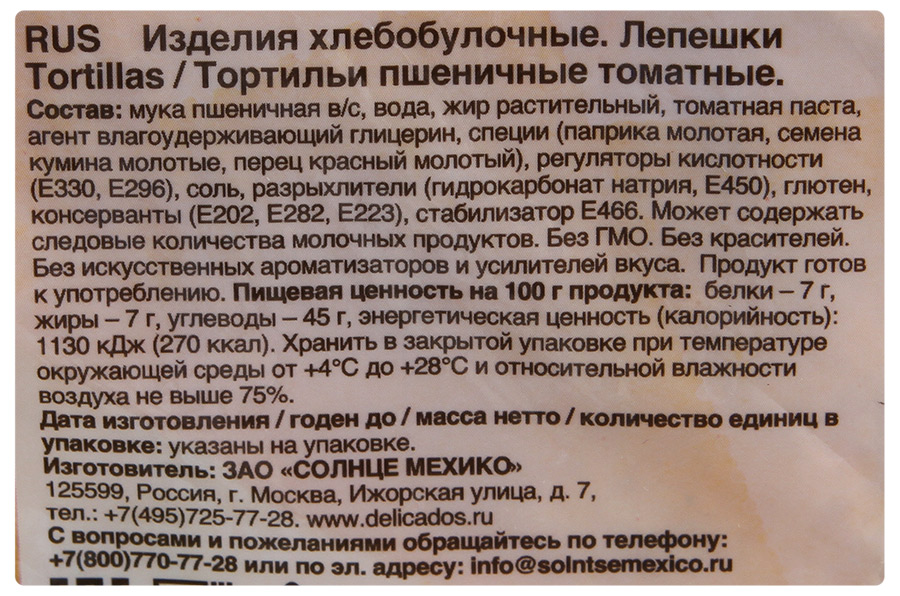 RUS Изделия хлебобулочные. Лепешки
Tortillas / Тортильи пшеничные томатные.
Состав: мука пшеничная в/с, вода, жир растительный, томатная паста,
агент влагоудерживающий глицерин, специи (паприка молотая, семена
кумина молотые, перец красный молотый), регуляторы кислотности
(Е330, Е296), соль, разрыхлители (гидрокарбонат натрия, Е450), глютен,
консерванты (Е202, Е282, Е223), стабилизатор Е466. Может содержать
следовые количества молочных продуктов. Без ГМО. Без красителей.
Без искусственных ароматизаторов и усилителей вкуса. Продукт готов
к употреблению. Пищевая ценность на 100 г продукта: белки – 7 г,
жиры – 7 г, углеводы – 45 г, энергетическая ценность (калорийность):
1130 кДж (270 ккал). Хранить в закрытой упаковке при температуре
окружающей среды от +4°С до +28°С и относительной влажности
воздуха не выше 75%.
Дата изготовления / годен до / масса нетто / количество единиц в
упаковке: указаны на упаковке.
Изготовитель: ЗАО «СОЛНЦЕ МЕХИКО»
125599, Россия, г. Москва, Ижорская улица, д. 7,
тел.: +7(495)725-77-28. www.delicados.ru
С вопросами и пожеланиями обращайтесь по телефону:
+7(800)770-77-28 или по эл. адресу: info@solntsemexico.ru